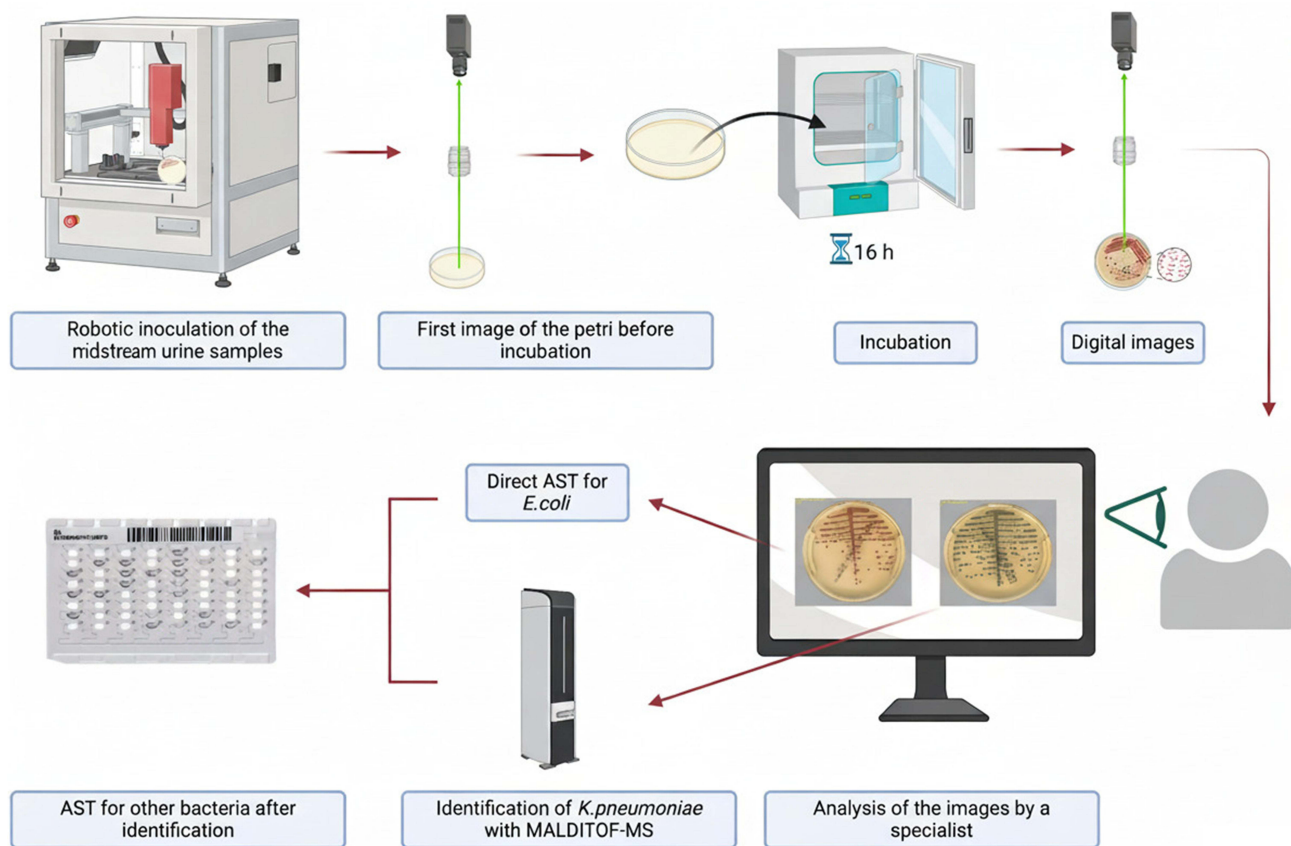 16 h
Robotic inoculation of the
midstream urine samples
First image of the petri before
incubation
Incubation
Digital images
Direct AST for
E.coli
AST for other bacteria after
identification
Identification of K.pneumoniae
with MALDITOF-MS
Analysis of the images by a
specialist